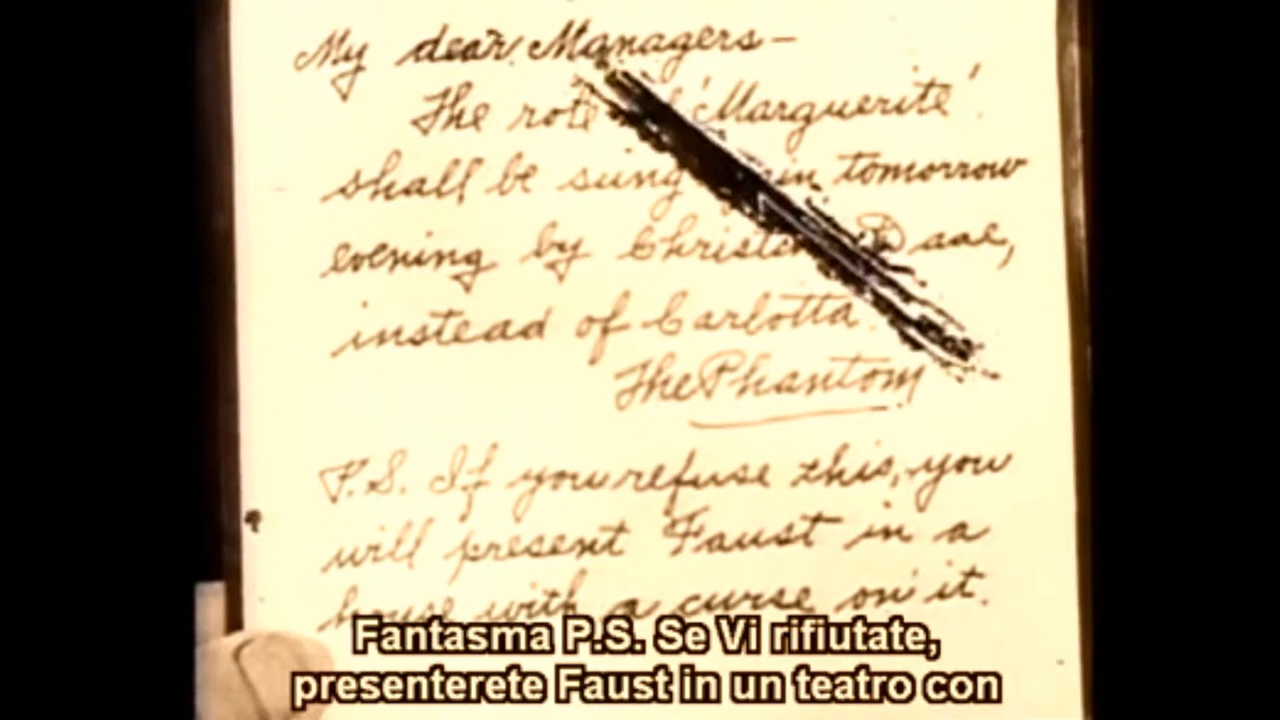 My dear Managers—
The role 'Marguerite'
shall be sung tomorrow
evening by Daae,
instead of Carlotta
The Phantom
P.S. If you refuse this, you
will present Faust in a
house with a curse on it.
Fantasma P.S. Se Vi rifiutate,
presenterete Faust in un teatro con